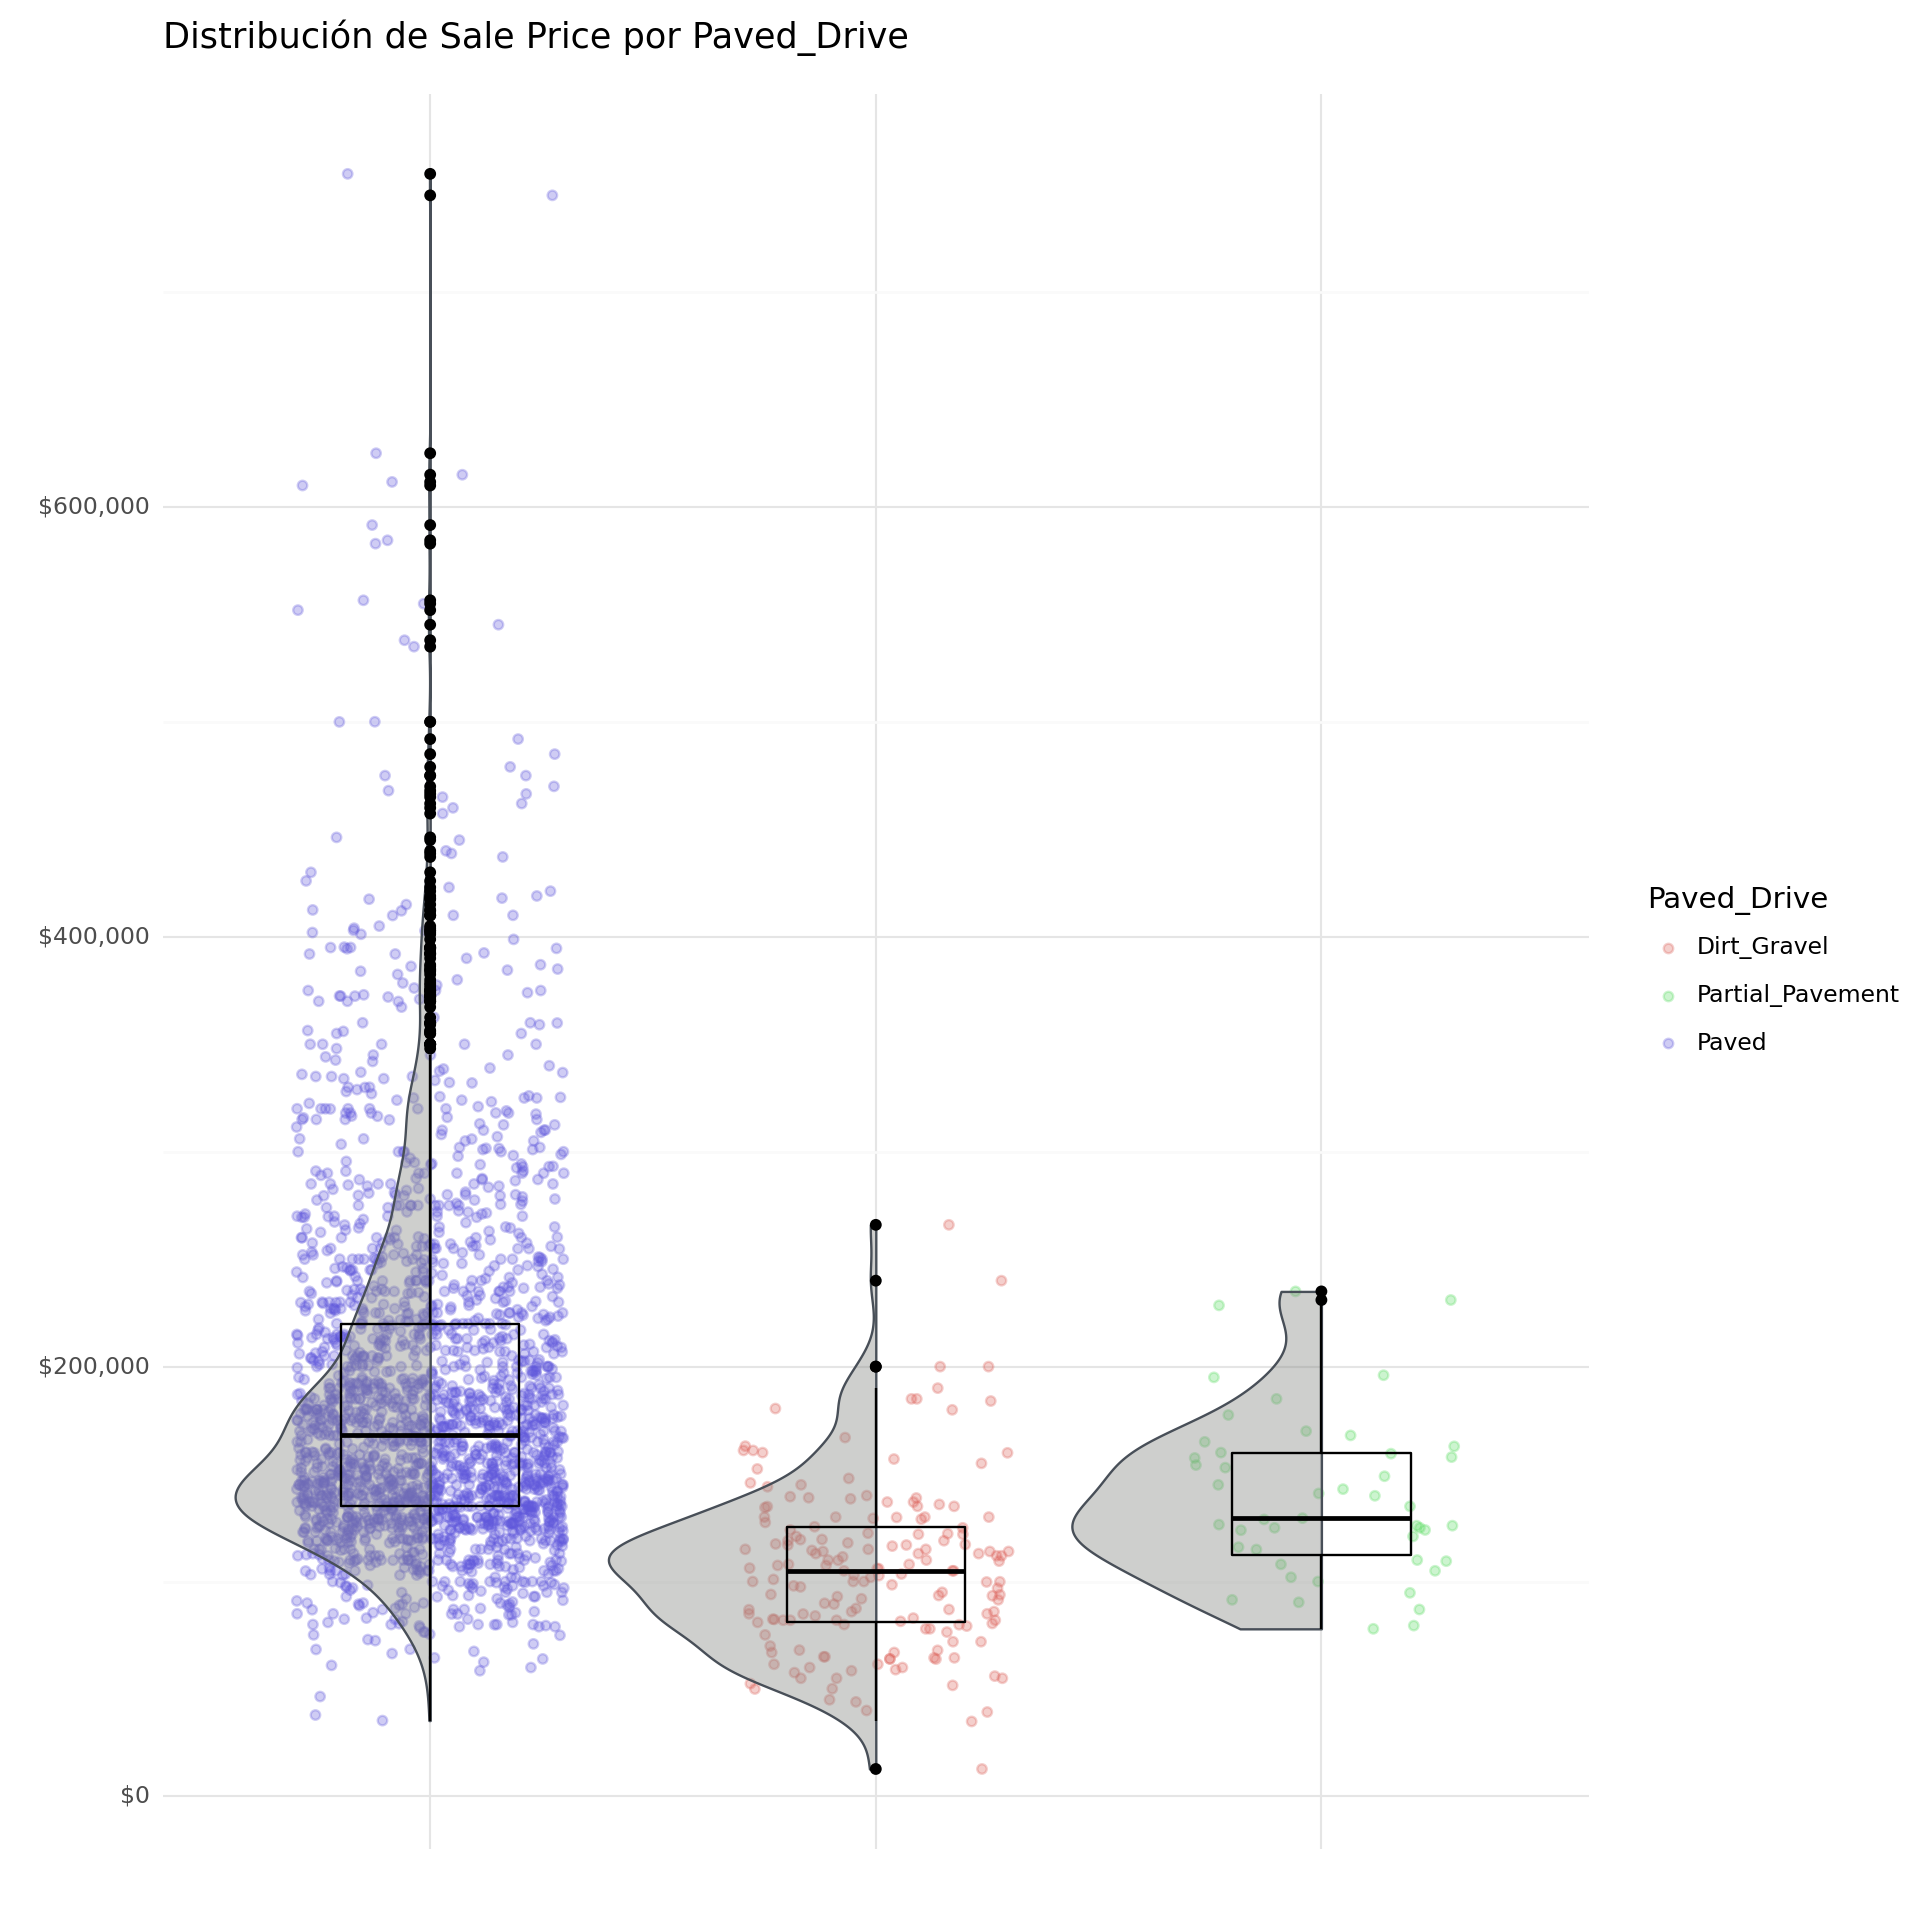 Distribución de Sale Price por Paved_Drive
$600,000
$400,000
$200,000
$0
Paved_Drive
Dirt_Gravel
Partial_Pavement
Paved